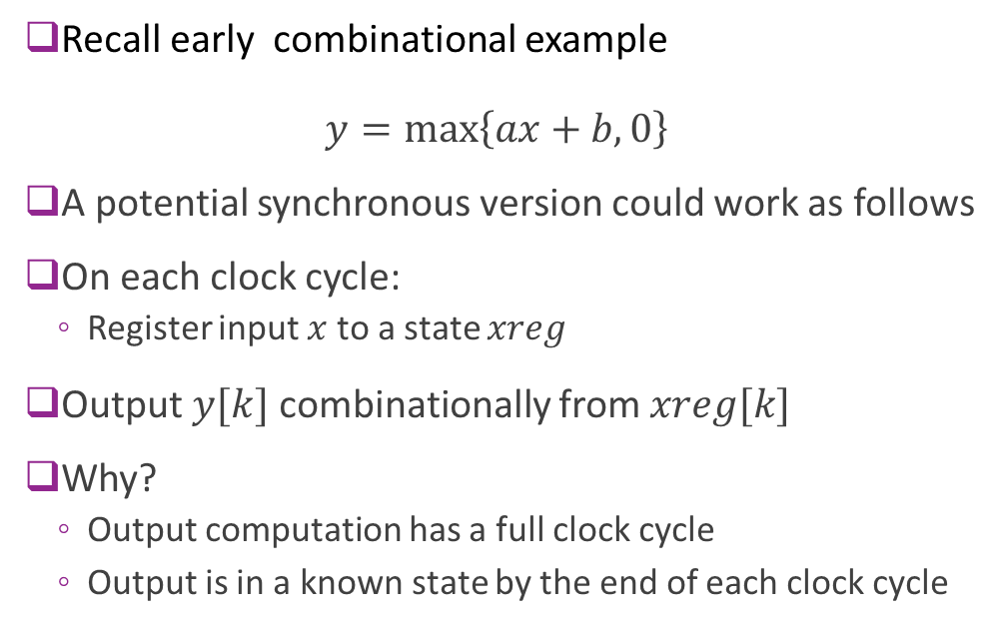 ❑Recall early combinational example
y = max{ax + b, 0}
❑A potential synchronous version could work as follows
❑On each clock cycle:
◦ Register input x to a state xreg
❑Output y[k] combinationally from xreg[k]
❑Why?
◦ Output computation has a full clock cycle
◦ Output is in a known state by the end of each clock cycle